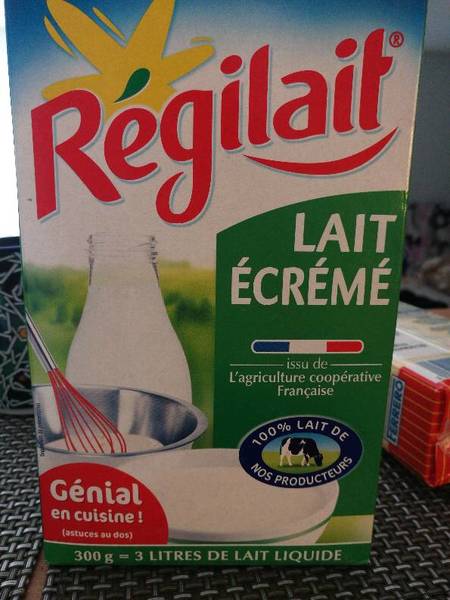 Régilait®
LAIT
ÉCRÉMÉ
issu de
L'agriculture coopérative
Française
100% LAIT DE
NOS PRODUCTEURS
Génial
en cuisine !
(astuces au dos)
300 g = 3 LITRES DE LAIT LIQUIDE
FERRERO